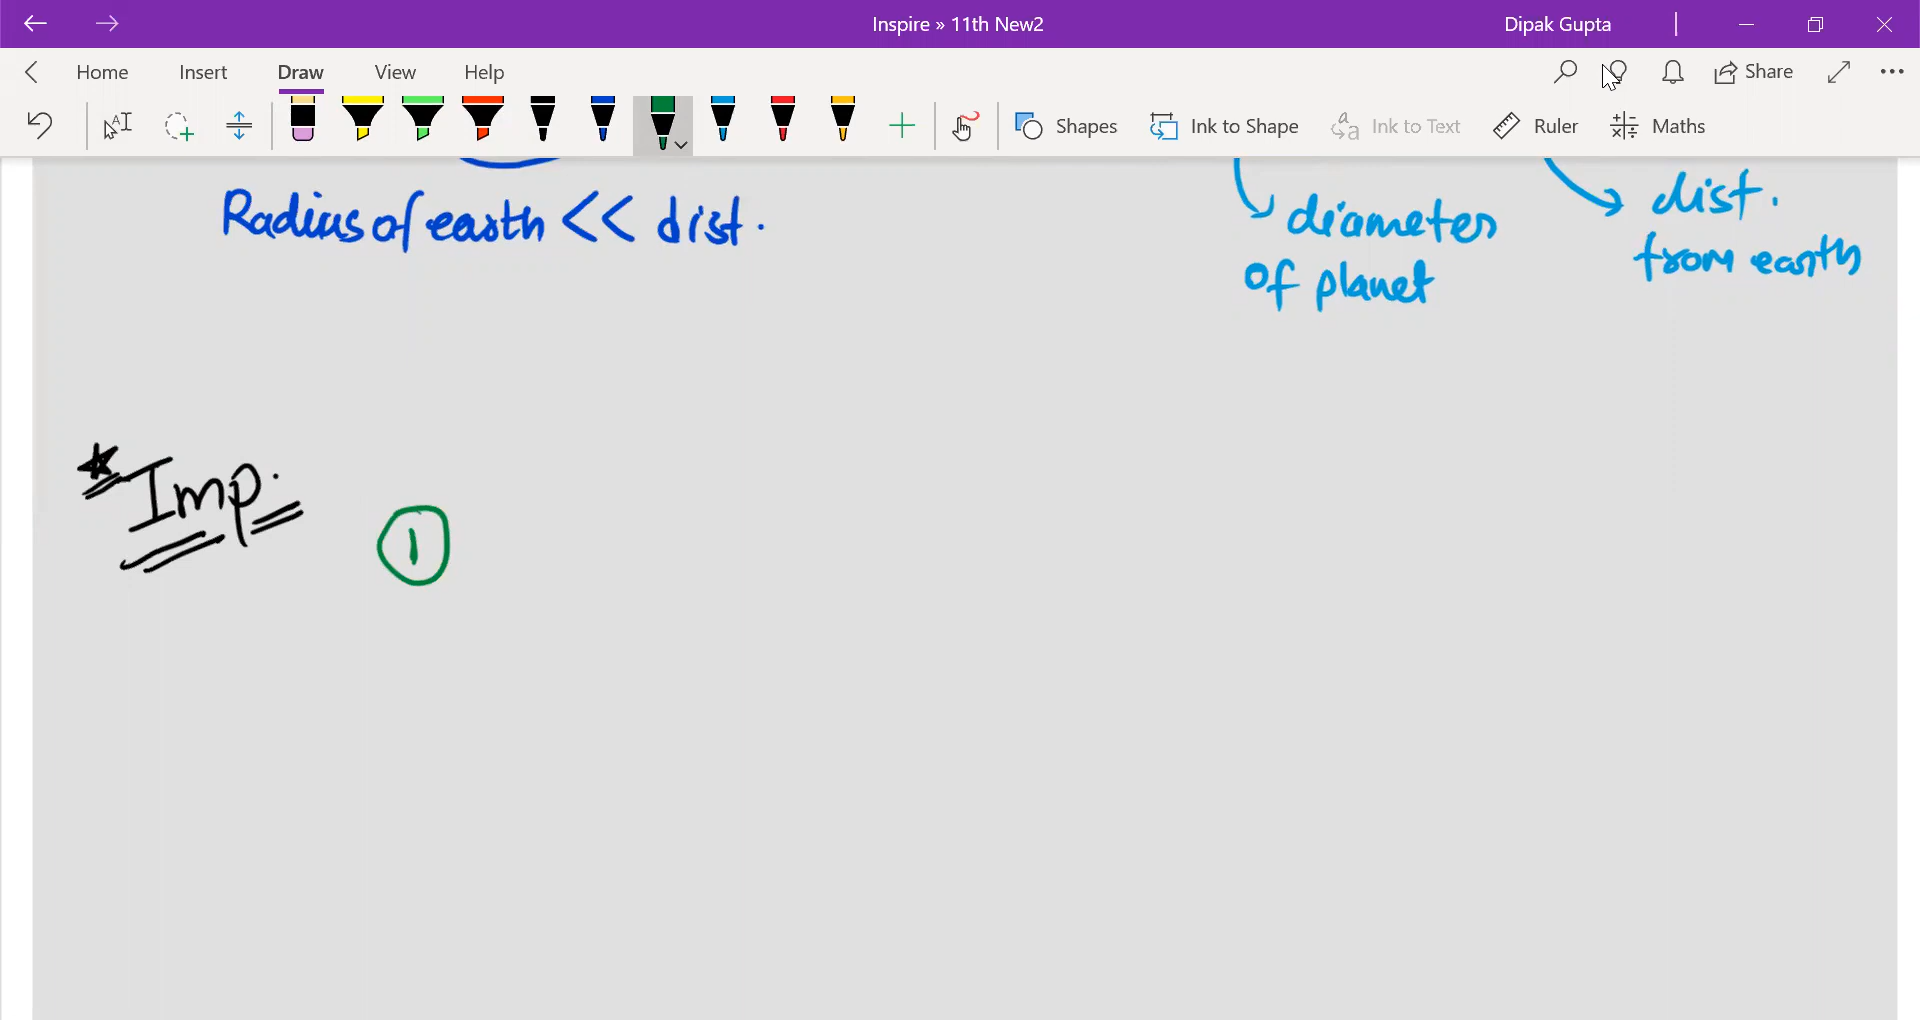 Inspire » 11th New2
Dipak Gupta
Home Insert Draw View Help
Share
Shapes Ink to Shape Ink to Text Ruler Maths
Radius of earth << dist.
diameter
of planet
dist.
from earth
* Imp.
1